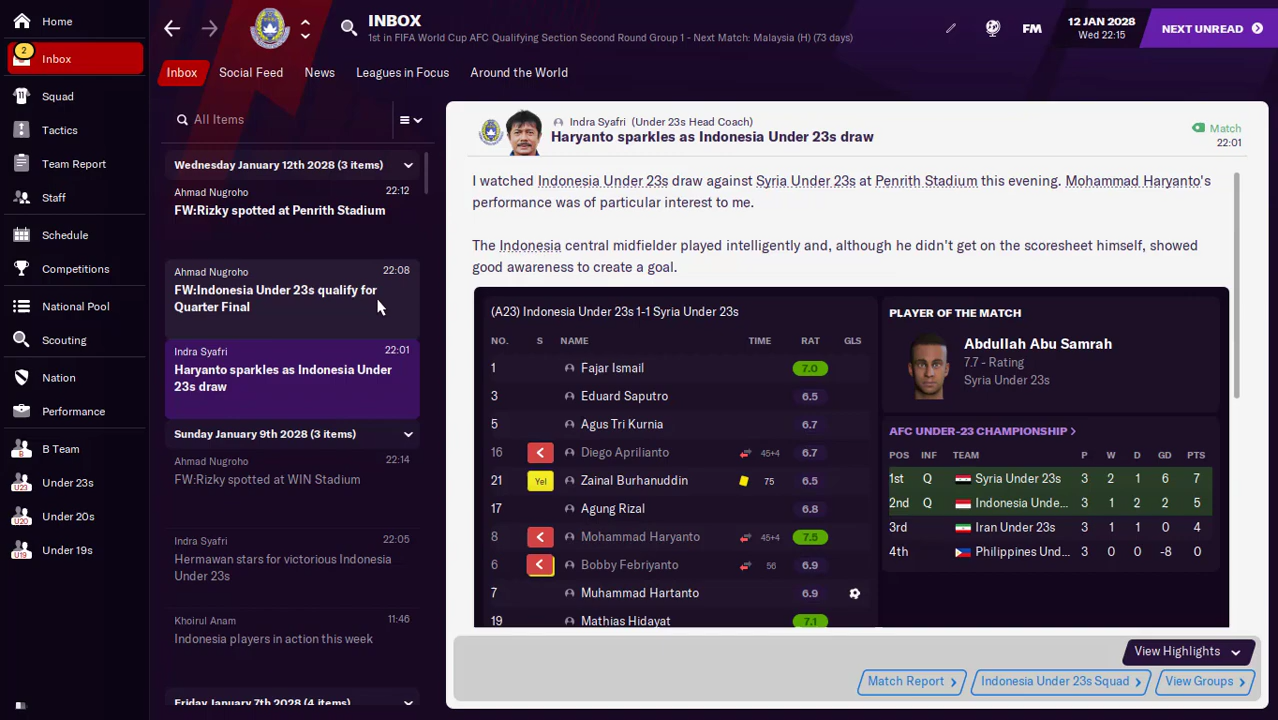 Home
2
Inbox
11
Squad
Tactics
Team Report
Staff
Schedule
Competitions
National Pool
Scouting
Nation
Performance
B
B Team
U23
Under 23s
U20
Under 20s
U19
Under 19s
INBOX
1st in FIFA World Cup AFC Qualifying Section Second Round Group 1 - Next Match: Malaysia (H) (73 days)
FM
12 JAN 2028
Wed 22:15
NEXT UNREAD
Inbox
Social Feed
News
Leagues in Focus
Around the World
All Items
Wednesday January 12th 2028 (3 items)
Ahmad Nugroho 22:12
FW:Rizky spotted at Penrith Stadium
Ahmad Nugroho 22:08
FW:Indonesia Under 23s qualify for
Quarter Final
Indra Syafri 22:01
Haryanto sparkles as Indonesia Under
23s draw
Sunday January 9th 2028 (3 items)
Ahmad Nugroho 22:14
FW:Rizky spotted at WIN Stadium
Indra Syafri 22:05
Hermawan stars for victorious Indonesia
Under 23s
Khoirul Anam 11:46
Indonesia players in action this week
Friday January 7th 2028 (4 items)
Indra Syafri (Under 23s Head Coach)
Haryanto sparkles as Indonesia Under 23s draw
Match
22:01
I watched Indonesia Under 23s draw against Syria Under 23s at Penrith Stadium this evening. Mohammad Haryanto's
performance was of particular interest to me.
The Indonesia central midfielder played intelligently and, although he didn't get on the scoresheet himself, showed
good awareness to create a goal.
(A23) Indonesia Under 23s 1-1 Syria Under 23s
NO. S NAME TIME RAT GLS
1 Fajar Ismail 7.0
3 Eduard Saputro 6.5
5 Agus Tri Kurnia 6.7
16 Diego Aprilianto 45+4 6.7
21 Yel Zainal Burhanuddin 75 6.5
17 Agung Rizal 6.8
8 Mohammad Haryanto 45+4 7.5
6 Bobby Febriyanto 56 6.9
7 Muhammad Hartanto 6.9
19 Mathias Hidayat 7.1
PLAYER OF THE MATCH
Abdullah Abu Samrah
7.7 - Rating
Syria Under 23s
AFC UNDER-23 CHAMPIONSHIP >
POS INF TEAM P W D GD PTS
1st Q Syria Under 23s 3 2 1 6 7
2nd Q Indonesia Unde... 3 1 2 2 5
3rd Iran Under 23s 3 1 1 0 4
4th Philippines Und... 3 0 0 -8 0
View Highlights
Match Report >
Indonesia Under 23s Squad >
View Groups >